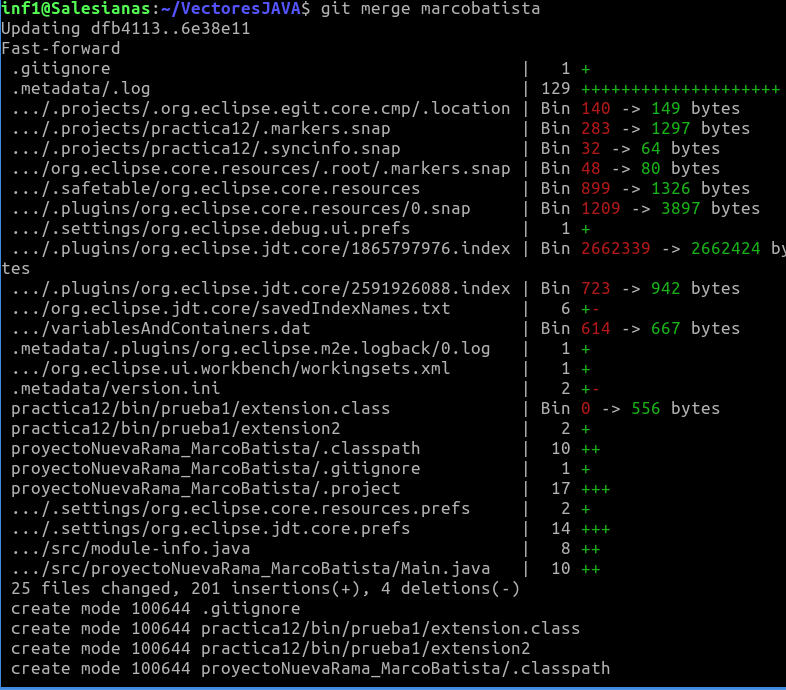 inf1@Salesianas:~/VectoresJAVA$ git merge marcobatista
Updating dfb4113..6e38e11
Fast-forward
 .gitignore                                         |   1 +
 .metadata/.log                                     | 129 ++++++++++++++++++++
 .../.projects/.org.eclipse.egit.core.cmp/.location | Bin 140 -> 149 bytes
 .../.projects/practica12/.markers.snap             | Bin 283 -> 1297 bytes
 .../.projects/practica12/.syncinfo.snap            | Bin 32 -> 64 bytes
 .../org.eclipse.core.resources/.root/.markers.snap | Bin 48 -> 80 bytes
 .../.safetable/org.eclipse.core.resources          | Bin 899 -> 1326 bytes
 .../.plugins/org.eclipse.core.resources/0.snap     | Bin 1209 -> 3897 bytes
 .../.settings/org.eclipse.debug.ui.prefs           |   1 +
 .../.plugins/org.eclipse.jdt.core/1865797976.index | Bin 2662339 -> 2662424 by
tes
 .../.plugins/org.eclipse.jdt.core/2591926088.index | Bin 723 -> 942 bytes
 .../org.eclipse.jdt.core/savedIndexNames.txt       |   6 +-
 .../variablesAndContainers.dat                     | Bin 614 -> 667 bytes
 .metadata/.plugins/org.eclipse.m2e.logback/0.log   |   1 +
 .../org.eclipse.ui.workbench/workingsets.xml       |   1 +
 .metadata/version.ini                              |   2 +-
 practica12/bin/prueba1/extension.class             | Bin 0 -> 556 bytes
 practica12/bin/prueba1/extension2                  |   2 +
 proyectoNuevaRama_MarcoBatista/.classpath          |  10 ++
 proyectoNuevaRama_MarcoBatista/.gitignore          |   1 +
 proyectoNuevaRama_MarcoBatista/.project            |  17 +++
 .../.settings/org.eclipse.core.resources.prefs     |   2 +
 .../.settings/org.eclipse.jdt.core.prefs           |  14 +++
 .../src/module-info.java                           |   8 ++
 .../src/proyectoNuevaRama_MarcoBatista/Main.java   |  10 ++
 25 files changed, 201 insertions(+), 4 deletions(-)
 create mode 100644 .gitignore
 create mode 100644 practica12/bin/prueba1/extension.class
 create mode 100644 practica12/bin/prueba1/extension2
 create mode 100644 proyectoNuevaRama_MarcoBatista/.classpath